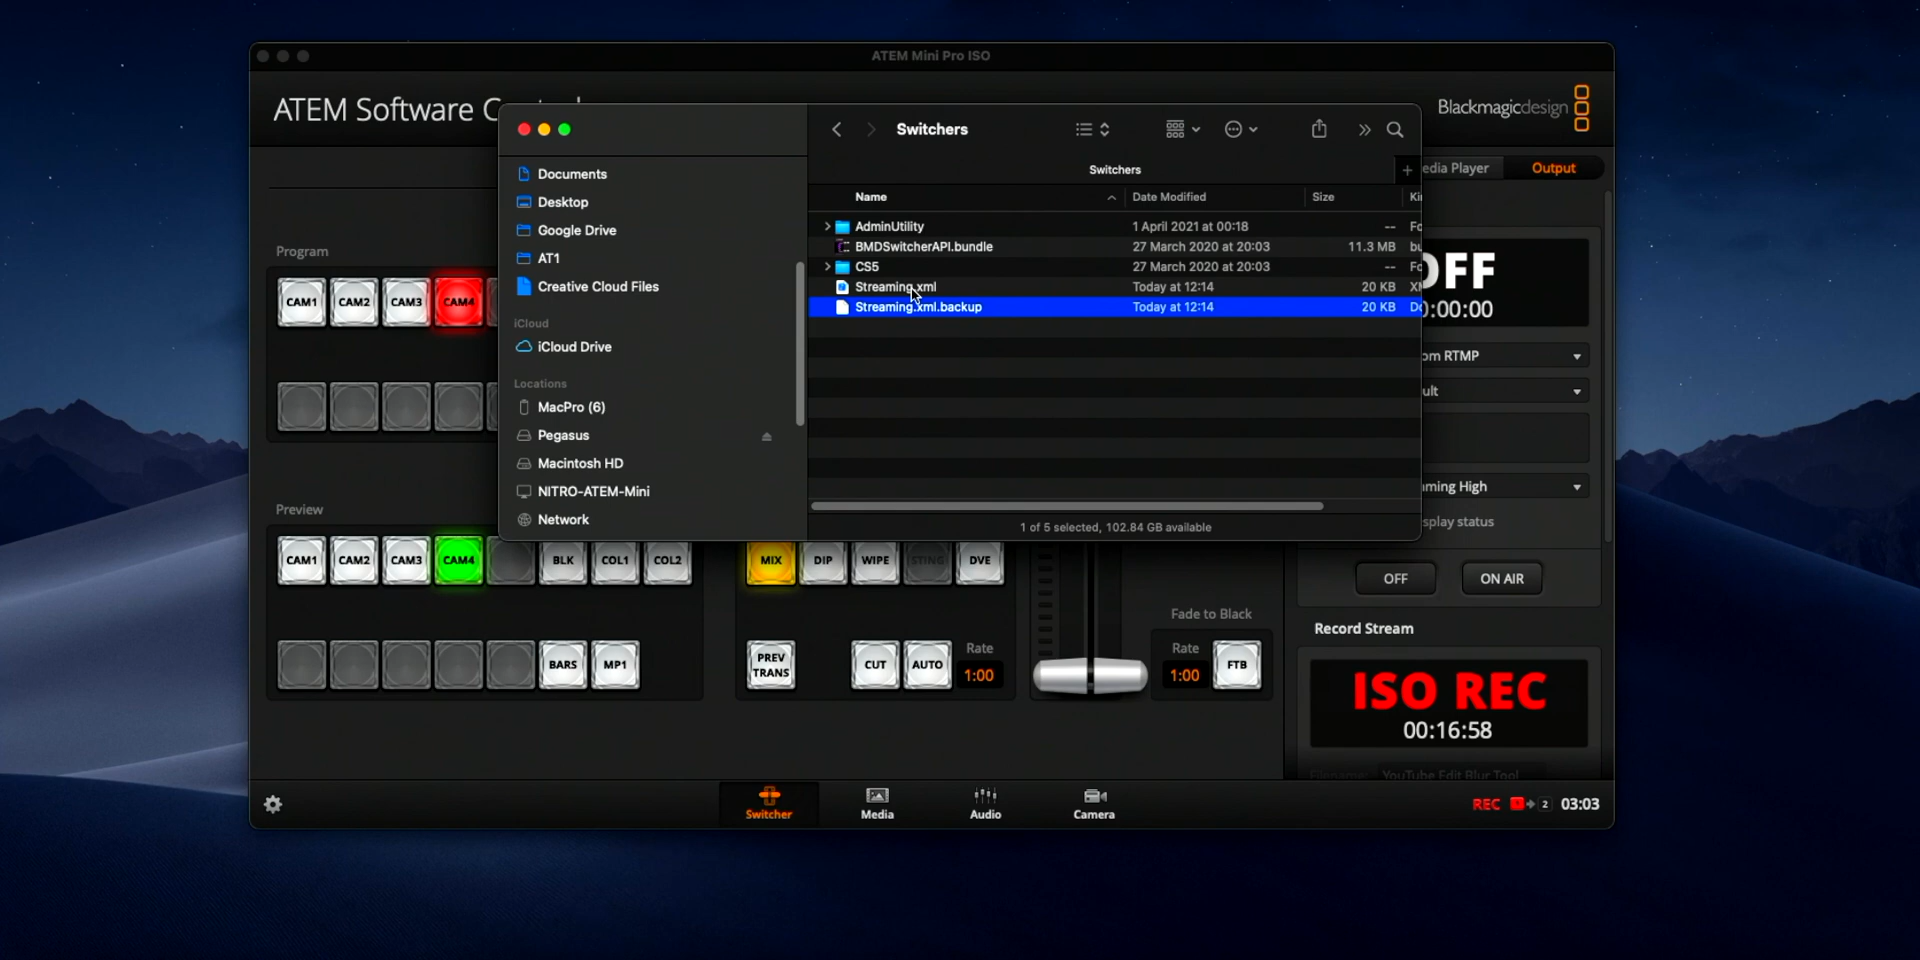 ATEM Mini Pro ISO
ATEM Software C
Blackmagicdesign
Switchers
Switchers
Documents
Desktop
Google Drive
AT1
Creative Cloud Files
iCloud
iCloud Drive
Locations
MacPro (6)
Pegasus
Macintosh HD
NITRO-ATEM-Mini
Network
Name Date Modified Size Ki
AdminUtility 1 April 2021 at 00:18 -- Fo
BMDSwitcherAPI.bundle 27 March 2020 at 20:03 11.3 MB bu
CS5 27 March 2020 at 20:03 -- Fo
Streaming.xml Today at 12:14 20 KB XM
Streaming.xml.backup Today at 12:14 20 KB Do
1 of 5 selected, 102.84 GB available
edia Player Output
OFF
0:00:00
om RTMP
ult
ming High
splay status
OFF ON AIR
Record Stream
ISO REC
00:16:58
Filename: YouTube Edit Blur Tool
Program
CAM1 CAM2 CAM3 CAM4
Preview
CAM1 CAM2 CAM3 CAM4 BLK COL1 COL2
BARS MP1
MIX DIP WIPE STING DVE
PREV TRANS CUT AUTO Rate 1:00
Fade to Black
Rate 1:00 FTB
Switcher Media Audio Camera
REC 2 03:03